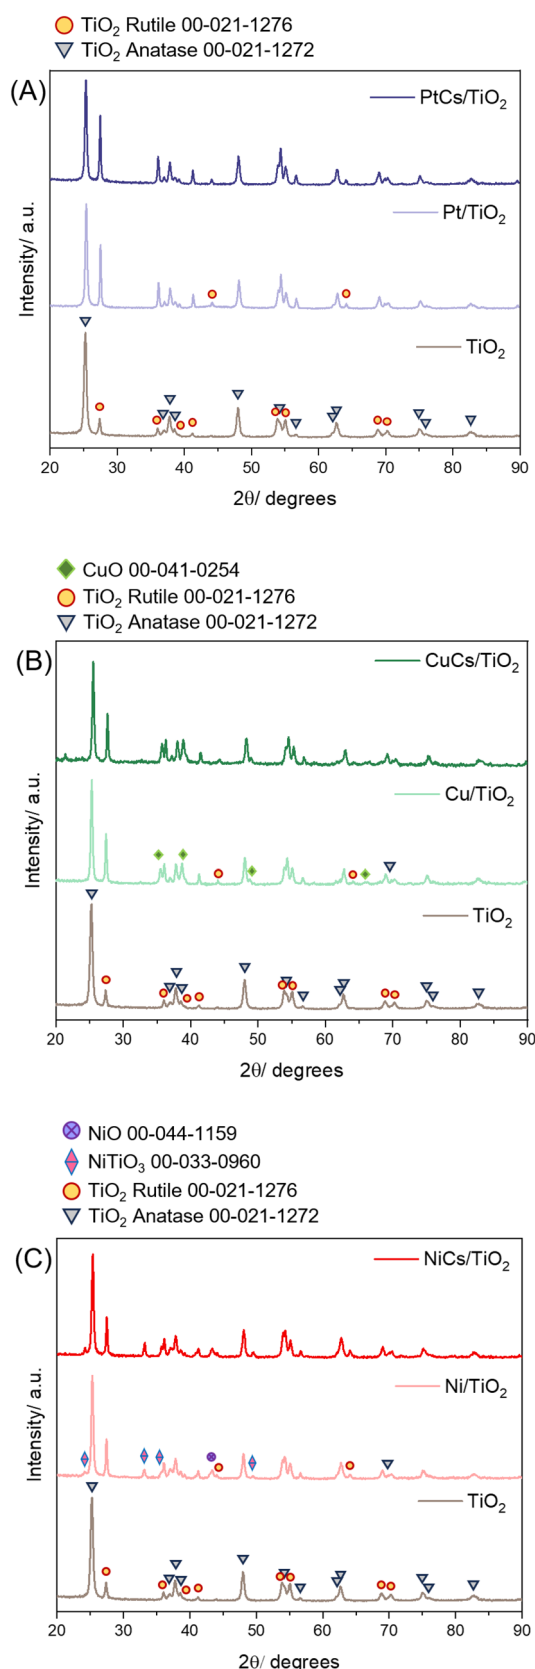 TiO₂ Rutile 00-021-1276
TiO₂ Anatase 00-021-1272
(A)
PtCs/TiO₂
Pt/TiO₂
TiO₂
Intensity/ a.u.
20 30 40 50 60 70 80 90
2θ/ degrees
CuO 00-041-0254
TiO₂ Rutile 00-021-1276
TiO₂ Anatase 00-021-1272
(B)
CuCs/TiO₂
Cu/TiO₂
TiO₂
Intensity/ a.u.
20 30 40 50 60 70 80 90
2θ/ degrees
NiO 00-044-1159
NiTiO₃ 00-033-0960
TiO₂ Rutile 00-021-1276
TiO₂ Anatase 00-021-1272
(C)
NiCs/TiO₂
Ni/TiO₂
TiO₂
Intensity/ a.u.
20 30 40 50 60 70 80 90
2θ/ degrees